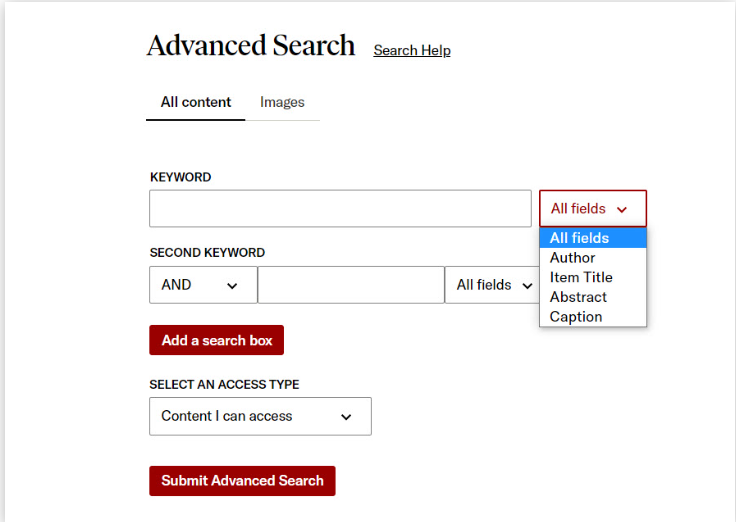 Advanced Search Search Help
All content Images
KEYWORD
All fields
All fields
Author
Item Title
Abstract
Caption
SECOND KEYWORD
AND All fields
Add a search box
SELECT AN ACCESS TYPE
Content I can access
Submit Advanced Search